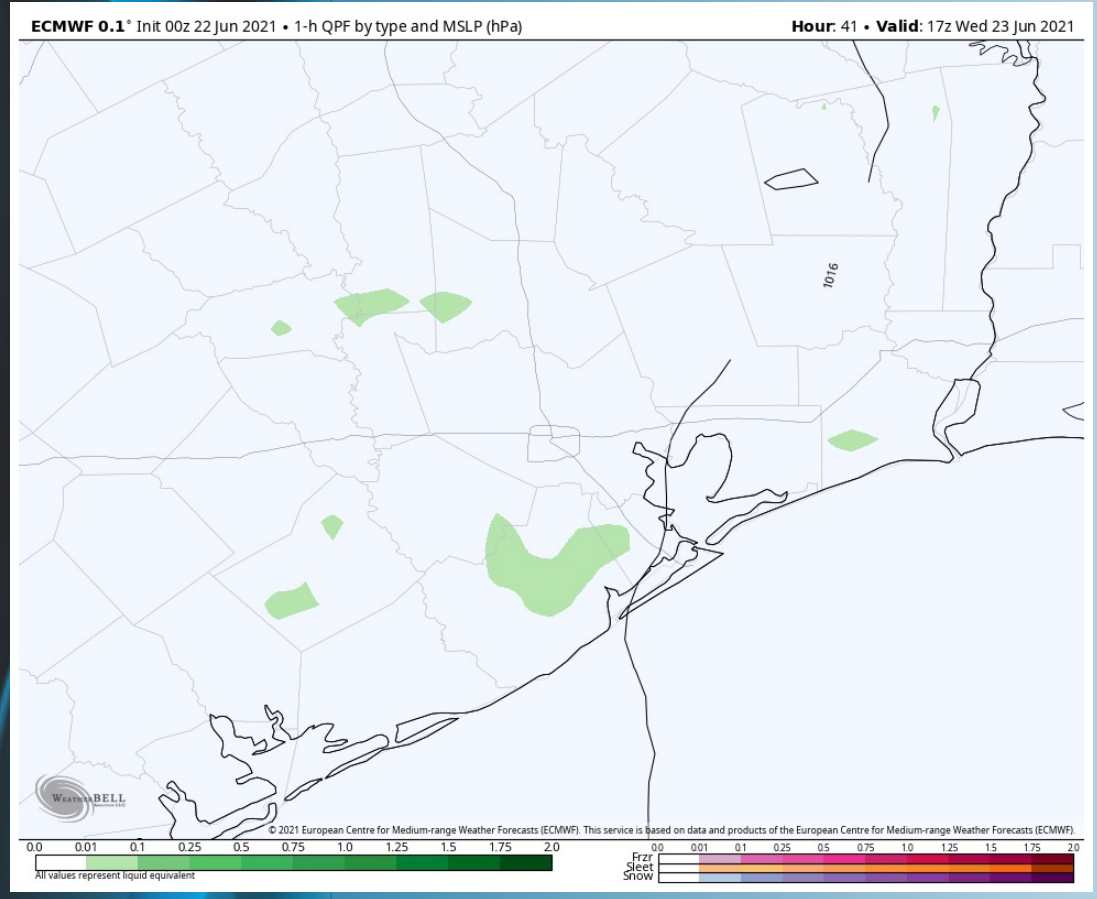 ECMWF 0.1° Init 00z 22 Jun 2021 • 1-h QPF by type and MSLP (hPa)
Hour: 41 • Valid: 17z Wed 23 Jun 2021
1016
WeatherBELL
© 2021 European Centre for Medium-range Weather Forecasts (ECMWF). This service is based on data and products of the European Centre for Medium-range Weather Forecasts (ECMWF).
0.0 0.01 0.1 0.25 0.5 0.75 1.0 1.25 1.5 1.75 2.0
All values represent liquid equivalent
0.0 0.01 0.1 0.25 0.5 0.75 1.0 1.25 1.5 1.75 2.0
Frzr
Sleet
Snow